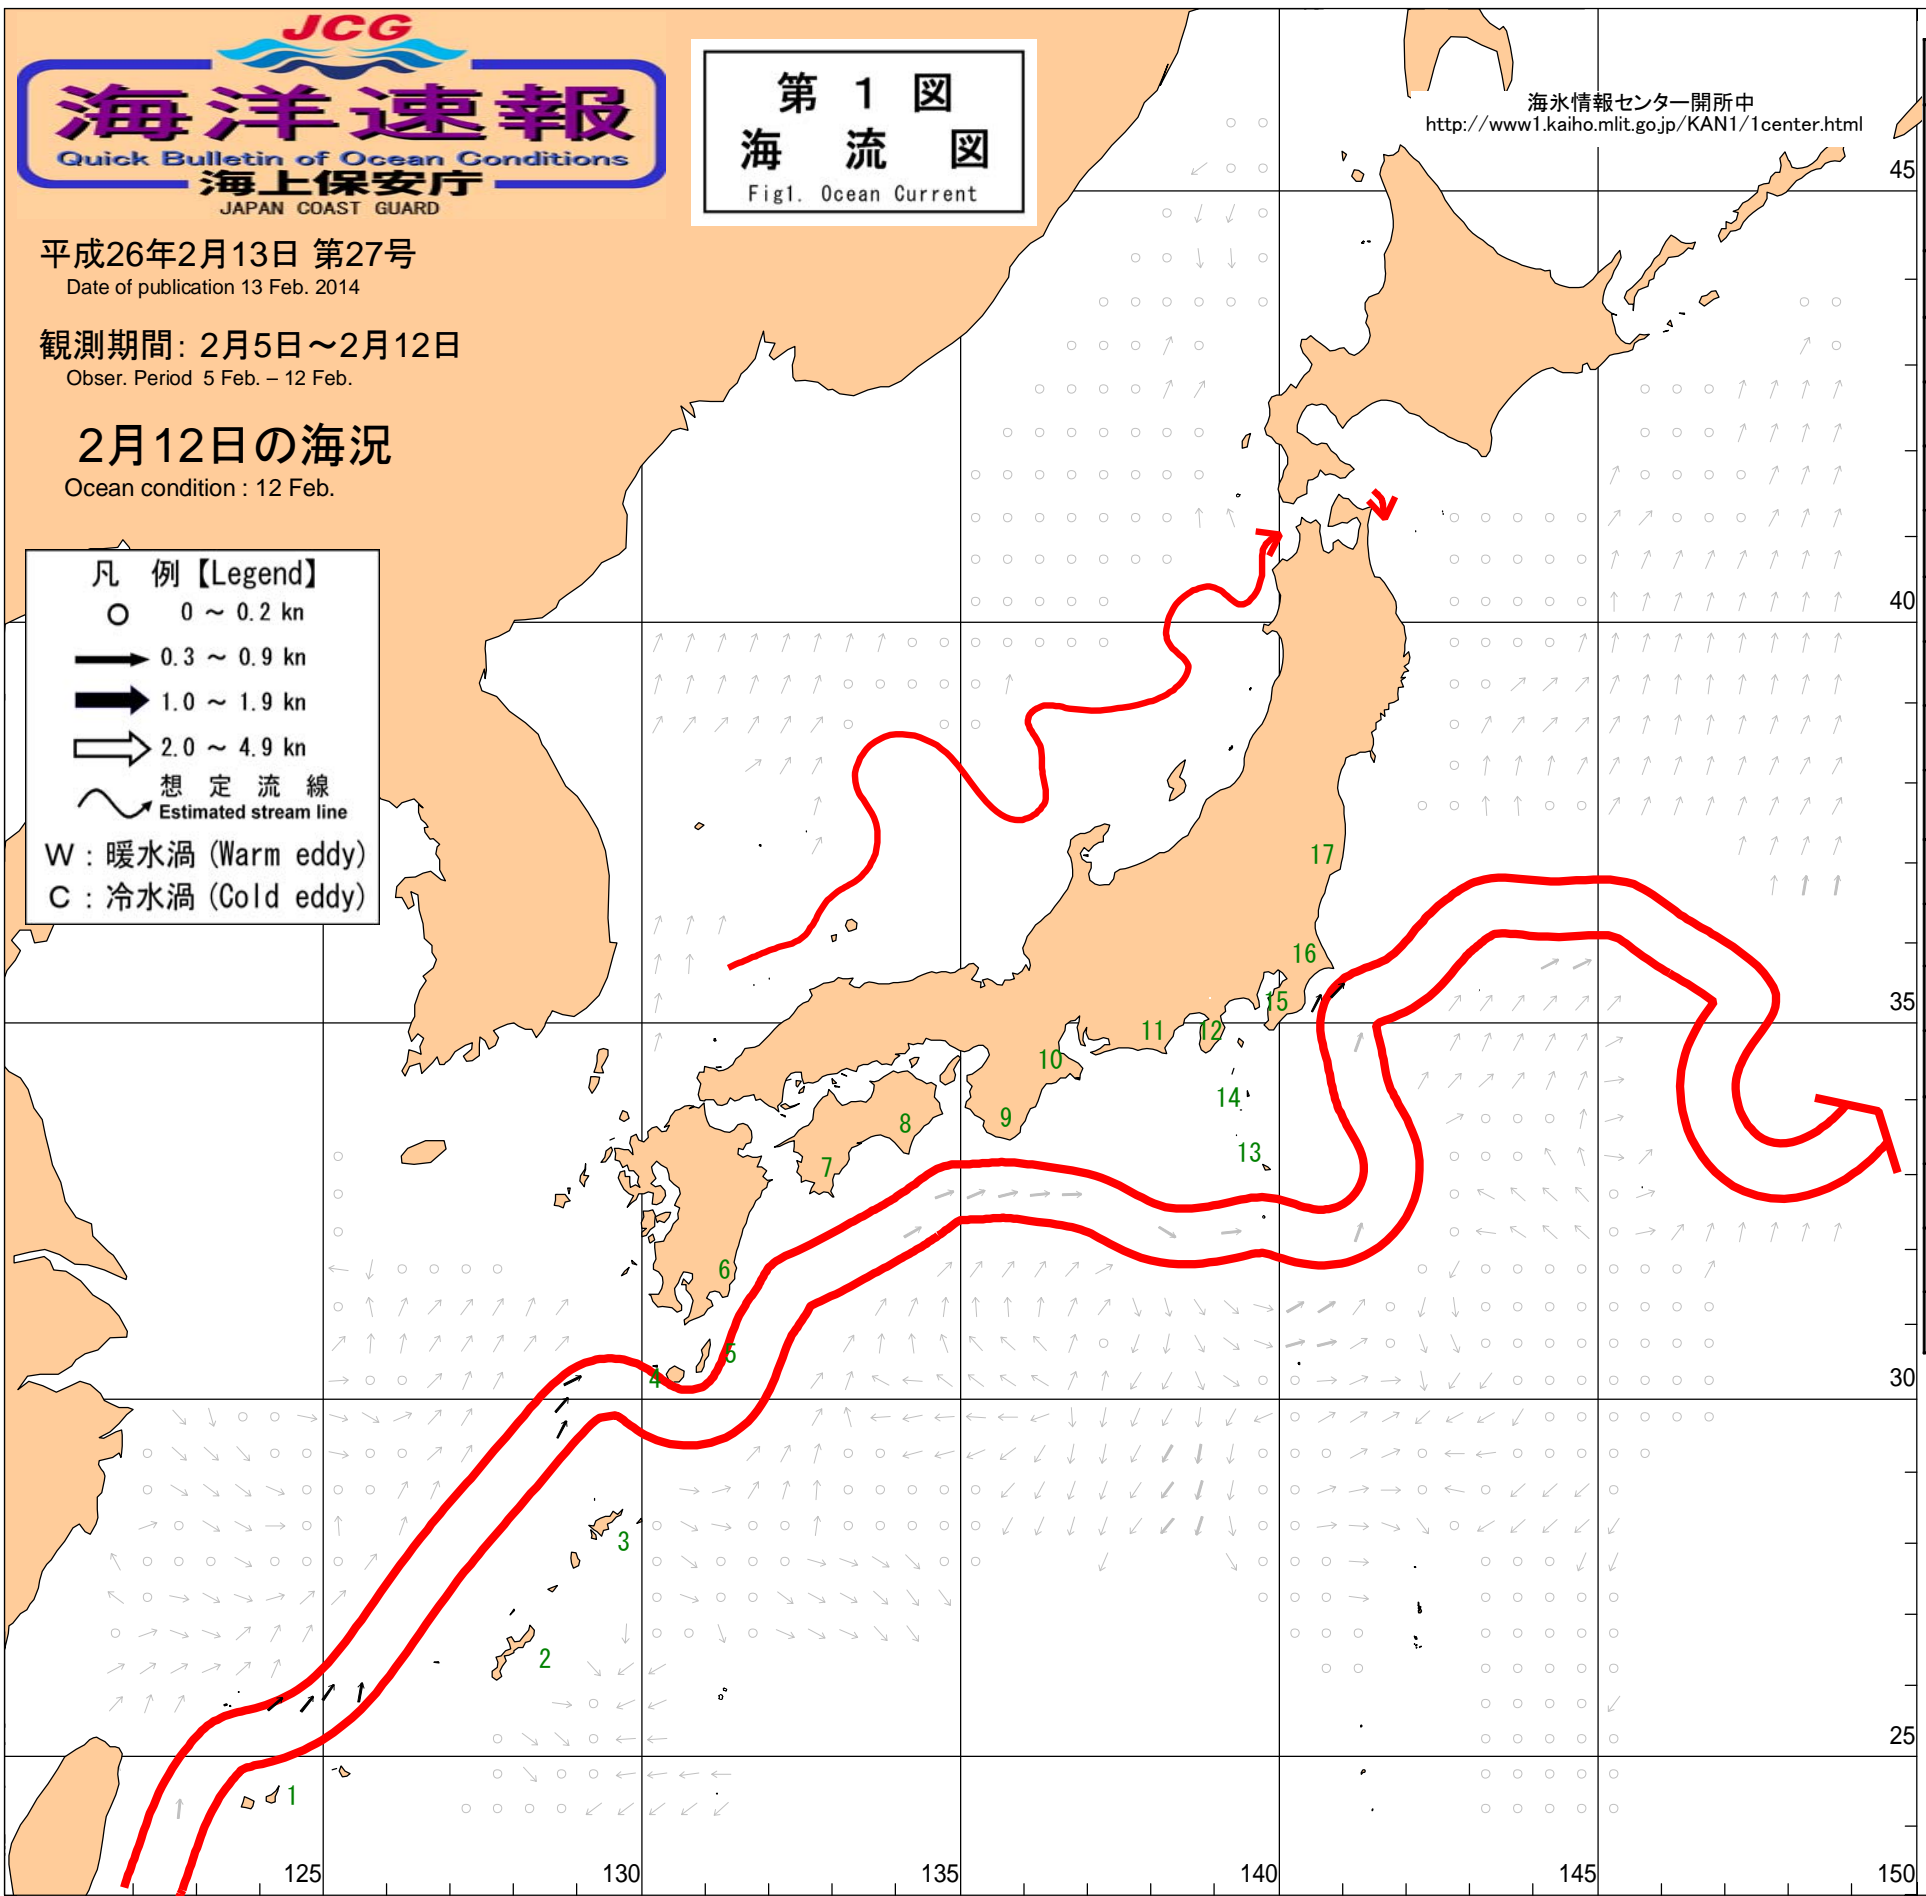 JCG
海洋速報
Quick Bulletin of Ocean Conditions
海上保安庁
JAPAN COAST GUARD
第 1 図
海 流 図
Fig1. Ocean Current
海氷情報センター開所中
http://www1.kaiho.mlit.go.jp/KAN1/1center.html
平成26年2月13日 第27号
Date of publication 13 Feb. 2014
観測期間: 2月5日～2月12日
Obser. Period 5 Feb. – 12 Feb.
2月12日の海況
Ocean condition : 12 Feb.
凡 例【Legend】
0 ～ 0.2 kn
0.3 ～ 0.9 kn
1.0 ～ 1.9 kn
2.0 ～ 4.9 kn
想 定 流 線
Estimated stream line
W : 暖水渦 (Warm eddy)
C : 冷水渦 (Cold eddy)
45
40
17
16
35
15
12
11
10
14
9
8
13
7
6
5
4
30
3
2
25
1
125
130
135
140
145
150